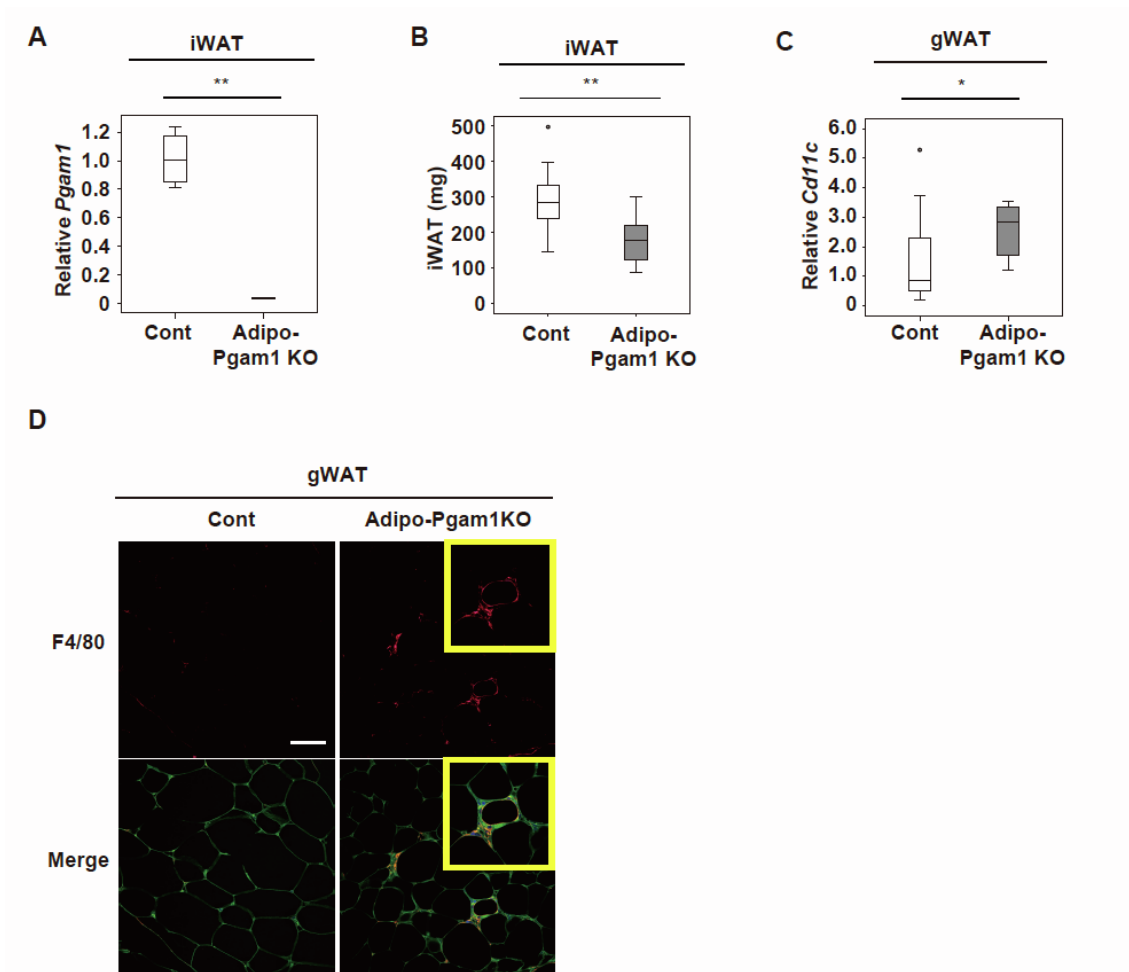 A
iWAT
**
Relative Pgam1
1.2
1.0
0.8
0.6
0.4
0.2
0
Cont
Adipo-
Pgam1 KO
B
iWAT
**
iWAT (mg)
500
400
300
200
100
0
Cont
Adipo-
Pgam1 KO
C
gWAT
*
Relative Cd11c
6.0
5.0
4.0
3.0
2.0
1.0
0
Cont
Adipo-
Pgam1 KO
D
gWAT
Cont
Adipo-Pgam1KO
F4/80
Merge